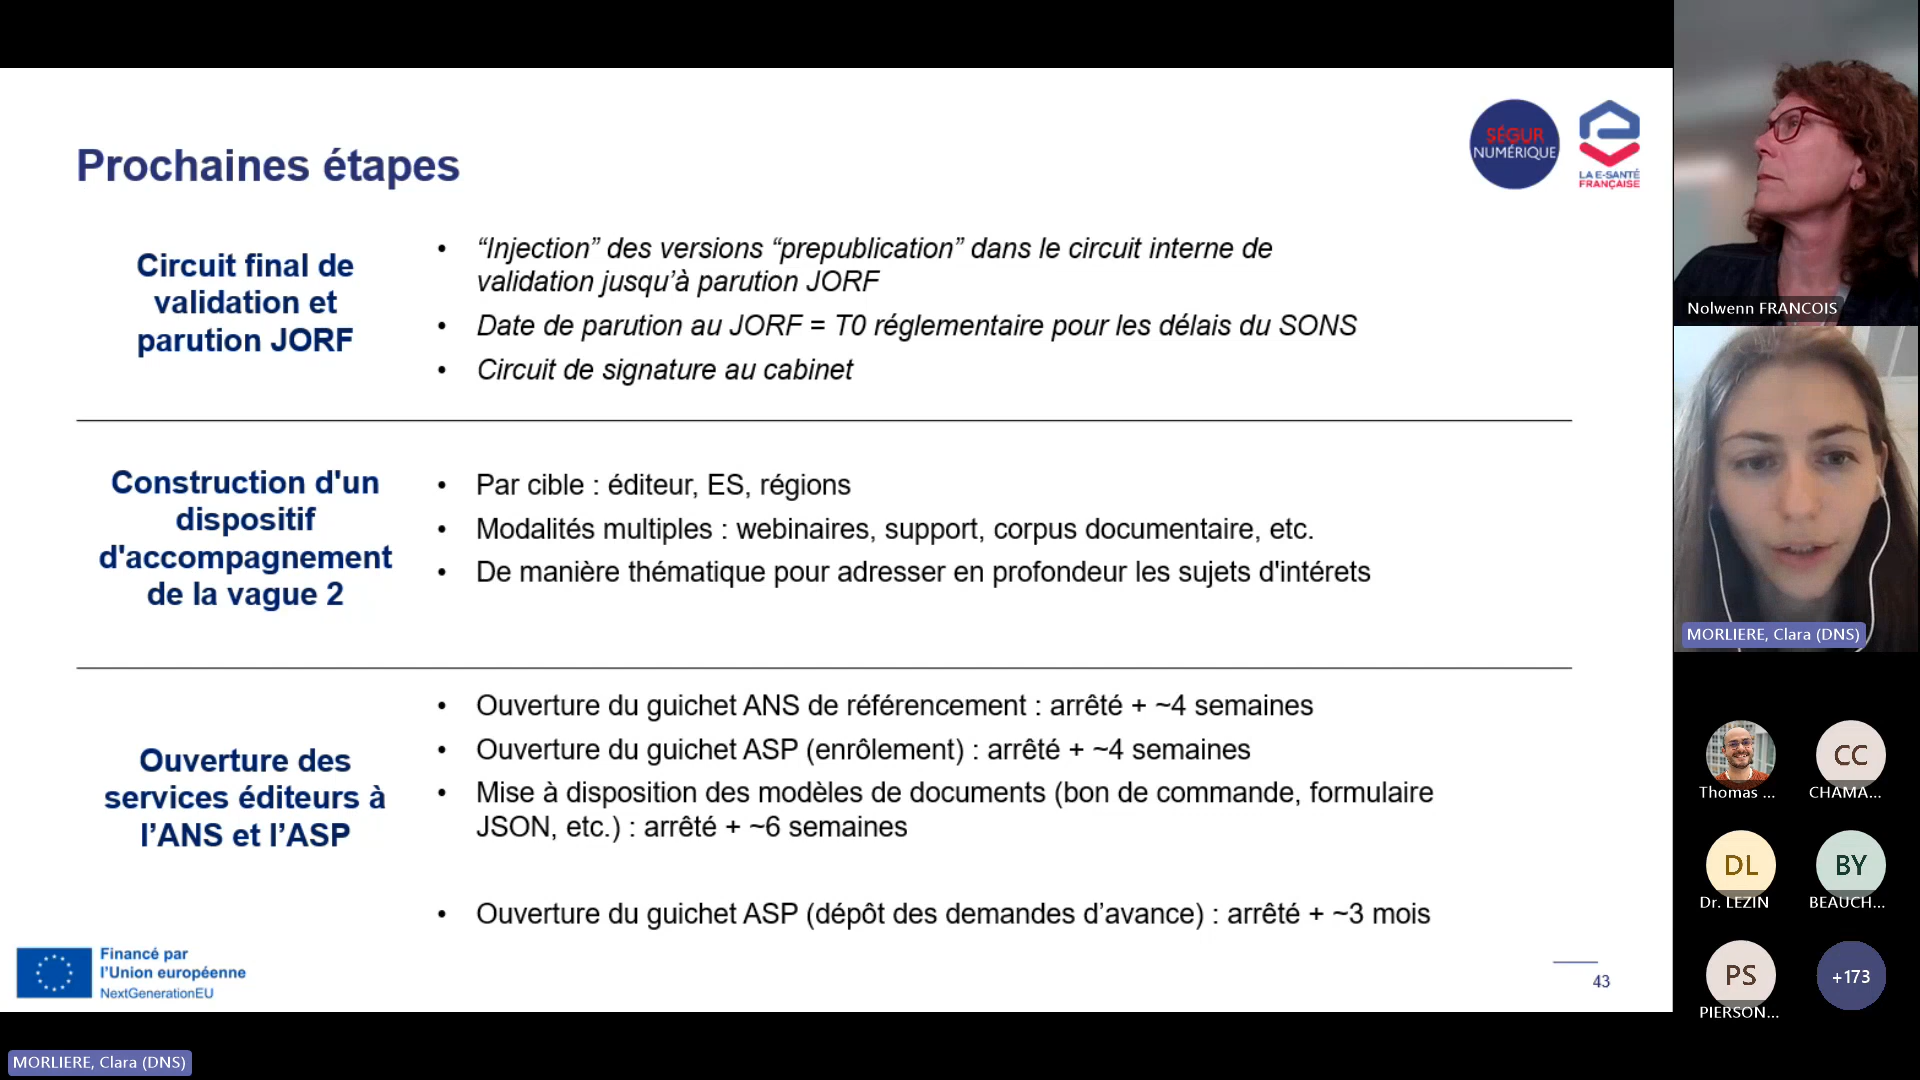 SÉGUR
NUMÉRIQUE
LA E-SANTÉ
FRANÇAISE
Prochaines étapes
Circuit final de
validation et
parution JORF
• “Injection” des versions “prepublication” dans le circuit interne de
validation jusqu’à parution JORF
• Date de parution au JORF = T0 réglementaire pour les délais du SONS
• Circuit de signature au cabinet
Construction d'un
dispositif
d'accompagnement
de la vague 2
• Par cible : éditeur, ES, régions
• Modalités multiples : webinaires, support, corpus documentaire, etc.
• De manière thématique pour adresser en profondeur les sujets d'intérets
Ouverture des
services éditeurs à
l’ANS et l’ASP
• Ouverture du guichet ANS de référencement : arrêté + ~4 semaines
• Ouverture du guichet ASP (enrôlement) : arrêté + ~4 semaines
• Mise à disposition des modèles de documents (bon de commande, formulaire
JSON, etc.) : arrêté + ~6 semaines
• Ouverture du guichet ASP (dépôt des demandes d’avance) : arrêté + ~3 mois
Financé par
l’Union européenne
NextGenerationEU
43
MORLIERE, Clara (DNS)
Nolwenn FRANCOIS
MORLIERE, Clara (DNS)
Thomas ...
CC
CHAMA...
DL
Dr. LEZIN
BY
BEAUCH...
PS
PIERSON...
+173